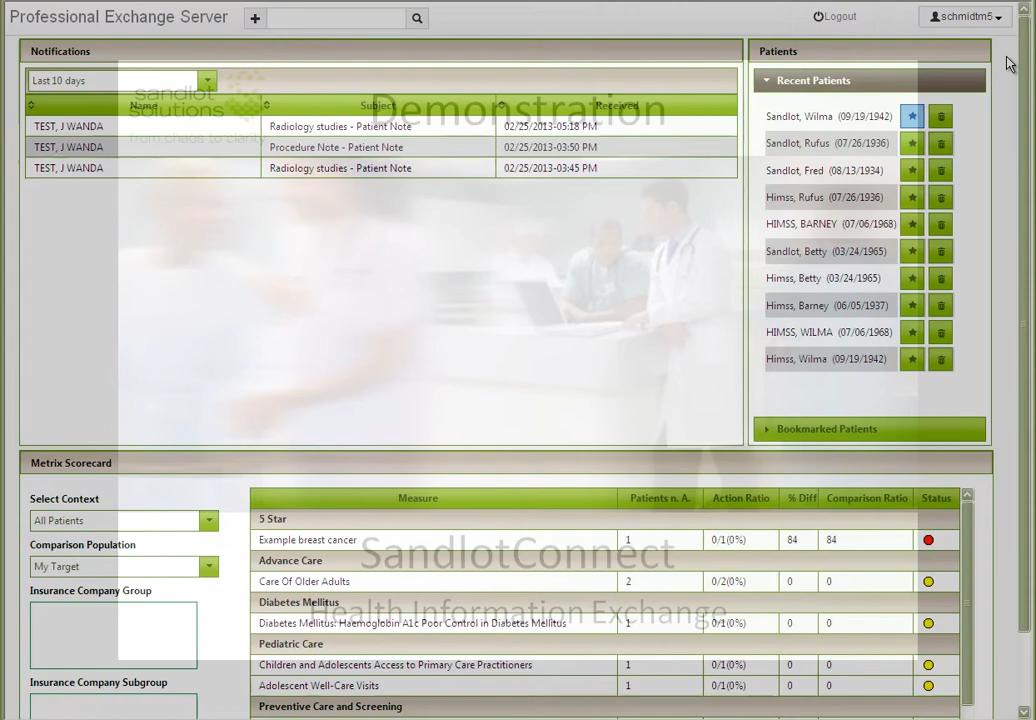 Professional Exchange Server
+
Logout
schmidtm5
Notifications
Last 10 days
Name Subject Received
TEST, J WANDA Radiology studies - Patient Note 02/25/2013-05:18 PM
TEST, J WANDA Procedure Note - Patient Note 02/25/2013-03:50 PM
TEST, J WANDA Radiology studies - Patient Note 02/25/2013-03:45 PM
sandlot
solutions
from chaos to clarity
Demonstration
Patients
Recent Patients
Sandlot, Wilma (09/19/1942)
Sandlot, Rufus (07/26/1936)
Sandlot, Fred (08/13/1934)
Himss, Rufus (07/26/1936)
HIMSS, BARNEY (07/06/1968)
Sandlot, Betty (03/24/1965)
Himss, Betty (03/24/1965)
Himss, Barney (06/05/1937)
HIMSS, WILMA (07/06/1968)
Himss, Wilma (09/19/1942)
Bookmarked Patients
Metrix Scorecard
Select Context
All Patients
Comparison Population
My Target
Insurance Company Group
Insurance Company Subgroup
Measure Patients n. A. Action Ratio % Diff Comparison Ratio Status
5 Star
Example breast cancer 1 0/1(0%) 84 84
Advance Care
Care Of Older Adults 2 0/2(0%) 0 0
Diabetes Mellitus
Diabetes Mellitus: Haemoglobin A1c Poor Control in Diabetes Mellitus 1 0/1(0%) 0 0
Pediatric Care
Children and Adolescents Access to Primary Care Practitioners 1 0/1(0%) 0 0
Adolescent Well-Care Visits 1 0/1(0%) 0 0
Preventive Care and Screening
SandlotConnect
Health Information Exchange